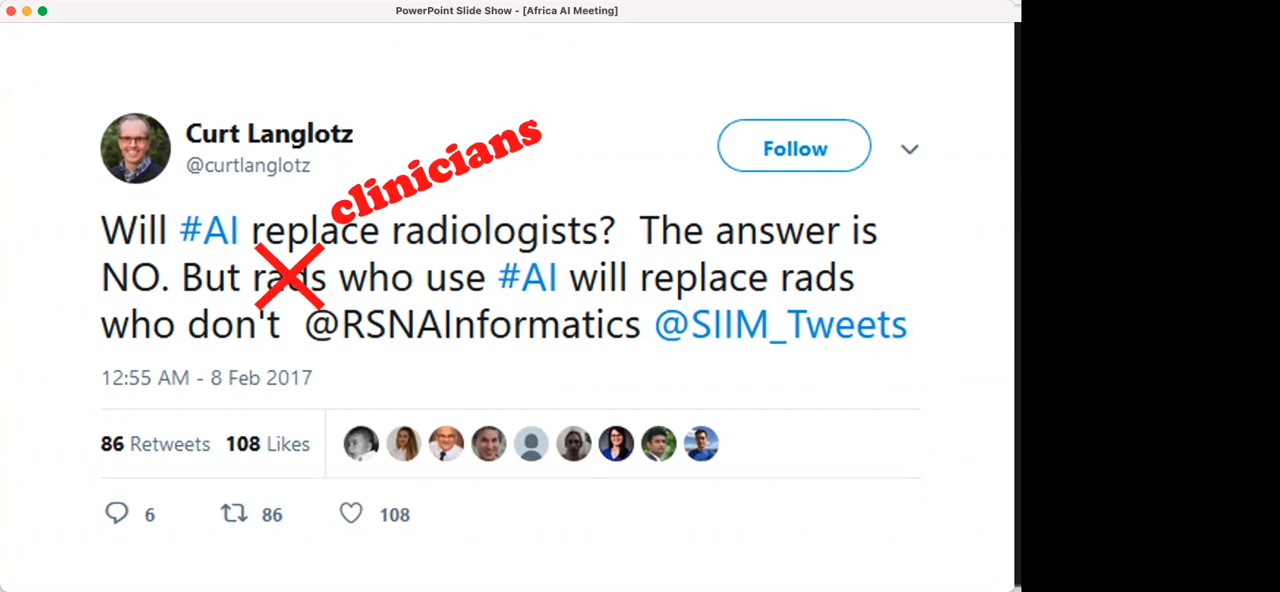 PowerPoint Slide Show - [Africa AI Meeting]
Curt Langlotz
@curtlanglotz
Follow
clinicians
Will #AI replace radiologists? The answer is
NO. But rads who use #AI will replace rads
who don't @RSNAInformatics @SIIM_Tweets
12:55 AM - 8 Feb 2017
86 Retweets 108 Likes
6 86 108